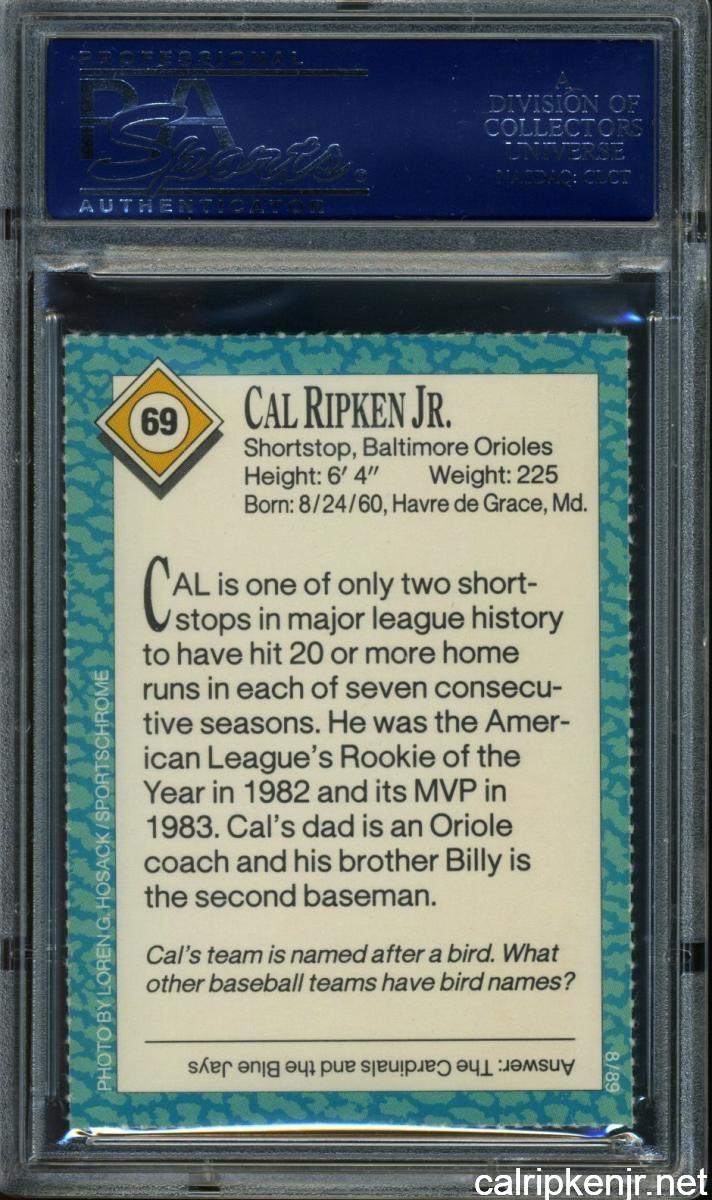 PROFESSIONAL
PSA
Sports®
AUTHENTICATOR
A
DIVISION OF
COLLECTORS
UNIVERSE
NASDAQ: CLCT
69
CAL RIPKEN JR.
Shortstop, Baltimore Orioles
Height: 6′ 4″ Weight: 225
Born: 8/24/60, Havre de Grace, Md.
CAL is one of only two short-
stops in major league history
to have hit 20 or more home
runs in each of seven consecu-
tive seasons. He was the Amer-
ican League's Rookie of the
Year in 1982 and its MVP in
1983. Cal's dad is an Oriole
coach and his brother Billy is
the second baseman.
Cal's team is named after a bird. What
other baseball teams have bird names?
Answer: The Cardinals and the Blue Jays
PHOTO BY LOREN G. HOSACK/SPORTSCHROME
8/89
calripkenjr.net